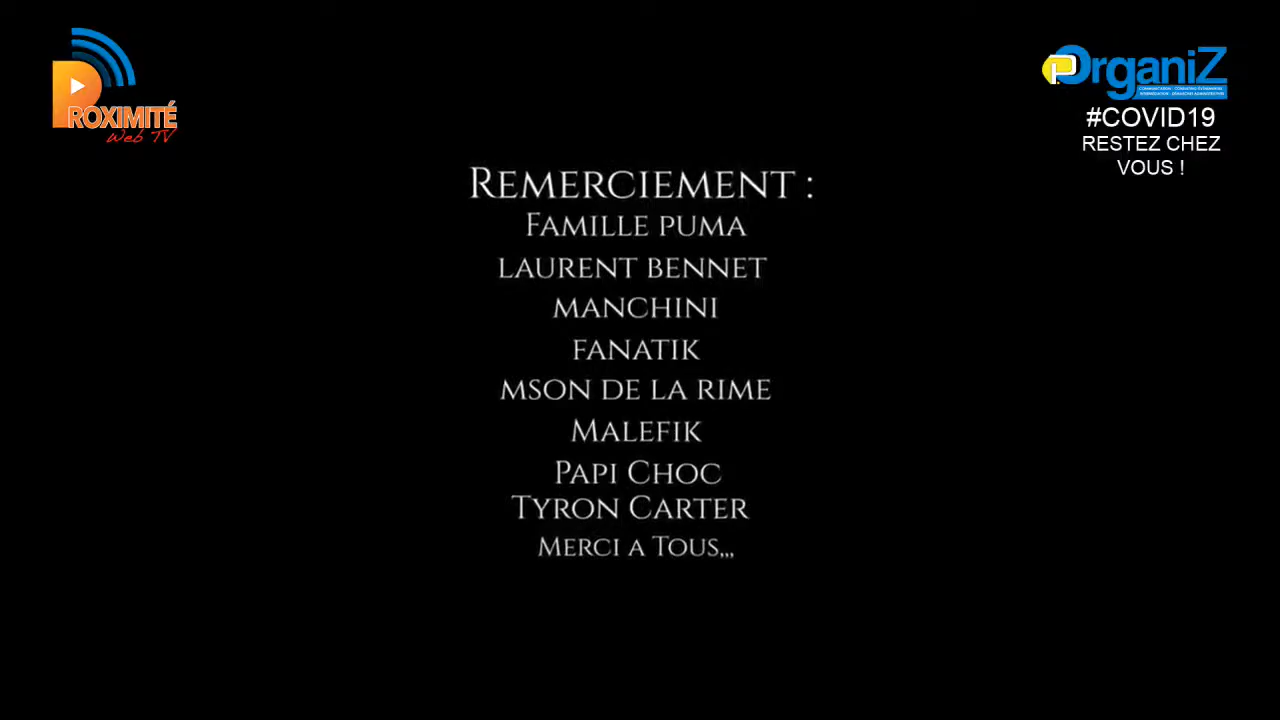 PROXIMITÉ
Web TV
POrganiZ
#COVID19
RESTEZ CHEZ
VOUS !
REMERCIEMENT :
FAMILLE PUMA
LAURENT BENNET
MANCHINI
FANATIK
MSON DE LA RIME
MALEFIK
PAPI CHOC
TYRON CARTER
MERCI A TOUS,,,